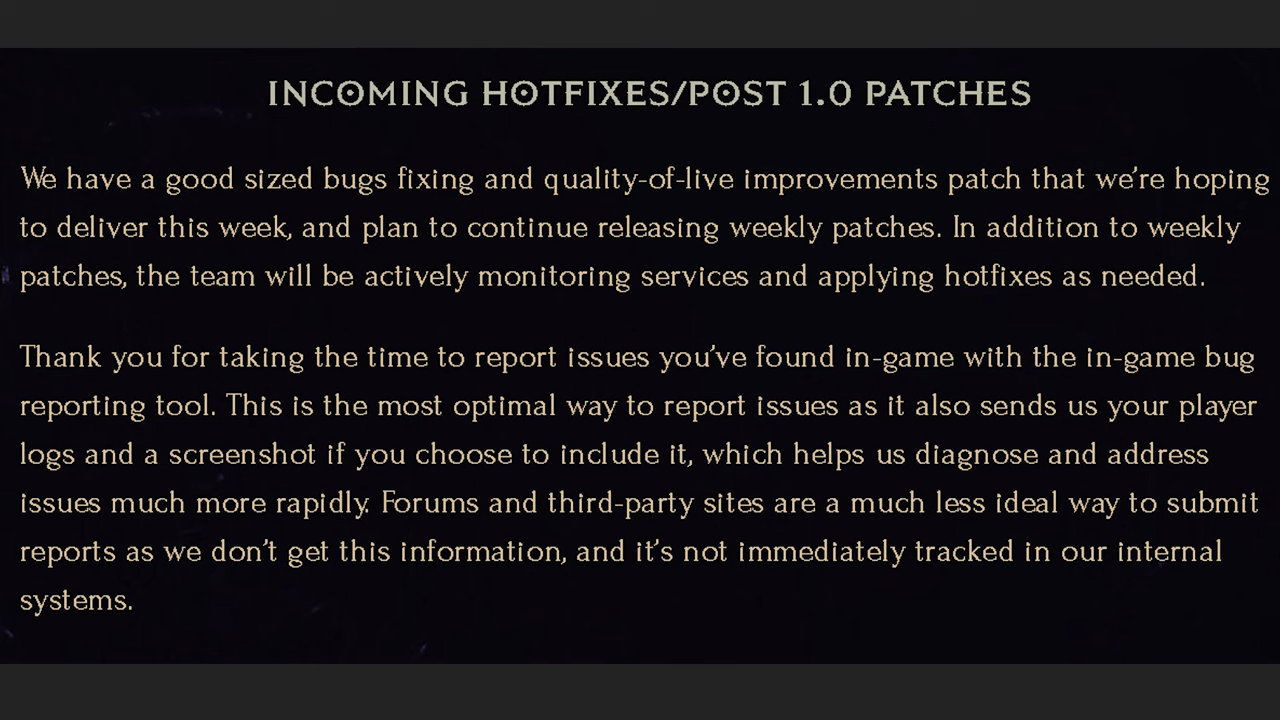 INCOMING HOTFIXES/POST 1.0 PATCHES
We have a good sized bugs fixing and quality-of-live improvements patch that we're hoping
to deliver this week, and plan to continue releasing weekly patches. In addition to weekly
patches, the team will be actively monitoring services and applying hotfixes as needed.
Thank you for taking the time to report issues you've found in-game with the in-game bug
reporting tool. This is the most optimal way to report issues as it also sends us your player
logs and a screenshot if you choose to include it, which helps us diagnose and address
issues much more rapidly. Forums and third-party sites are a much less ideal way to submit
reports as we don't get this information, and it's not immediately tracked in our internal
systems.